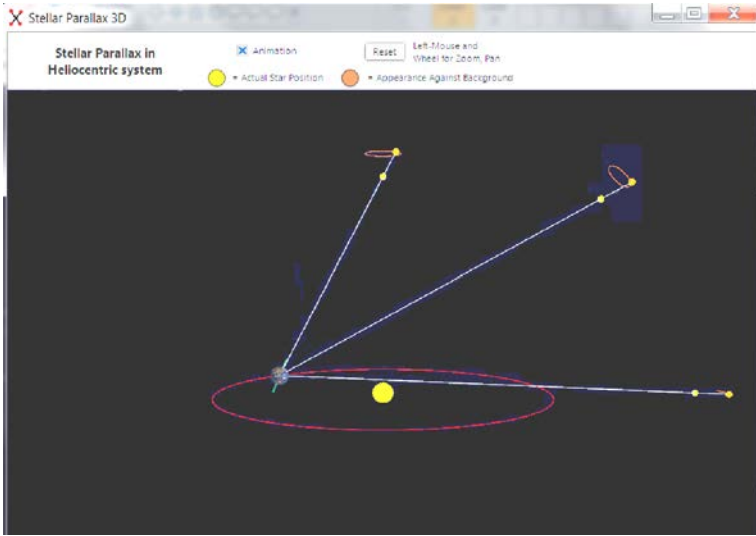 Stellar Parallax 3D
Stellar Parallax in
Heliocentric system
Animation
Reset
Left-Mouse and
Wheel for Zoom, Pan
= Actual Star Position
= Appearance Against Background